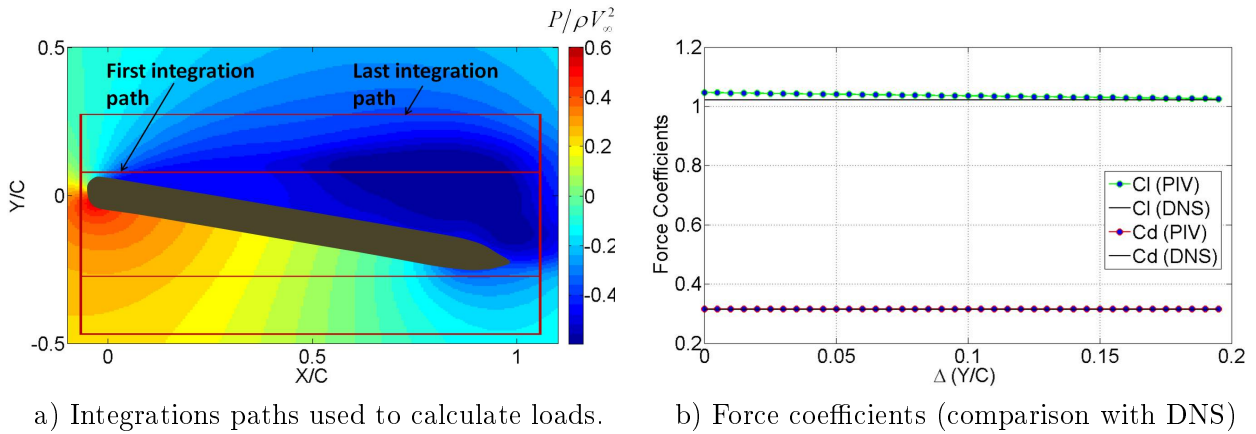 P/ρV∞²
First integration path
Last integration path
0.5
0
-0.5
Y/C
0
0.5
1
X/C
0.6
0.4
0.2
0
-0.2
-0.4
a) Integrations paths used to calculate loads.
1.2
1
0.8
0.6
0.4
0.2
Force Coefficients
Cl (PIV)
Cl (DNS)
Cd (PIV)
Cd (DNS)
0
0.05
0.1
0.15
0.2
Δ (Y/C)
b) Force coefficients (comparison with DNS)